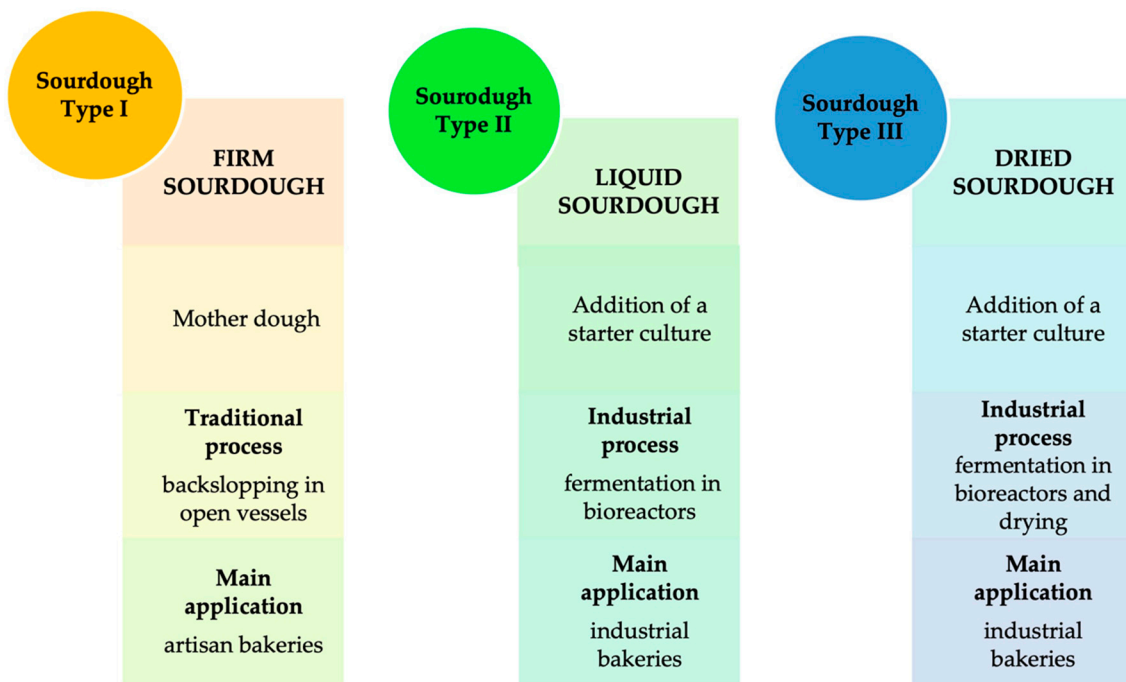 Sourdough
Type I
FIRM
SOURDOUGH
Mother dough
Traditional
process
backslopping in
open vessels
Main
application
artisan bakeries
Sourodugh
Type II
LIQUID
SOURDOUGH
Addition of a
starter culture
Industrial
process
fermentation in
bioreactors
Main
application
industrial
bakeries
Sourdough
Type III
DRIED
SOURDOUGH
Addition of a
starter culture
Industrial
process
fermentation in
bioreactors and
drying
Main
application
industrial
bakeries